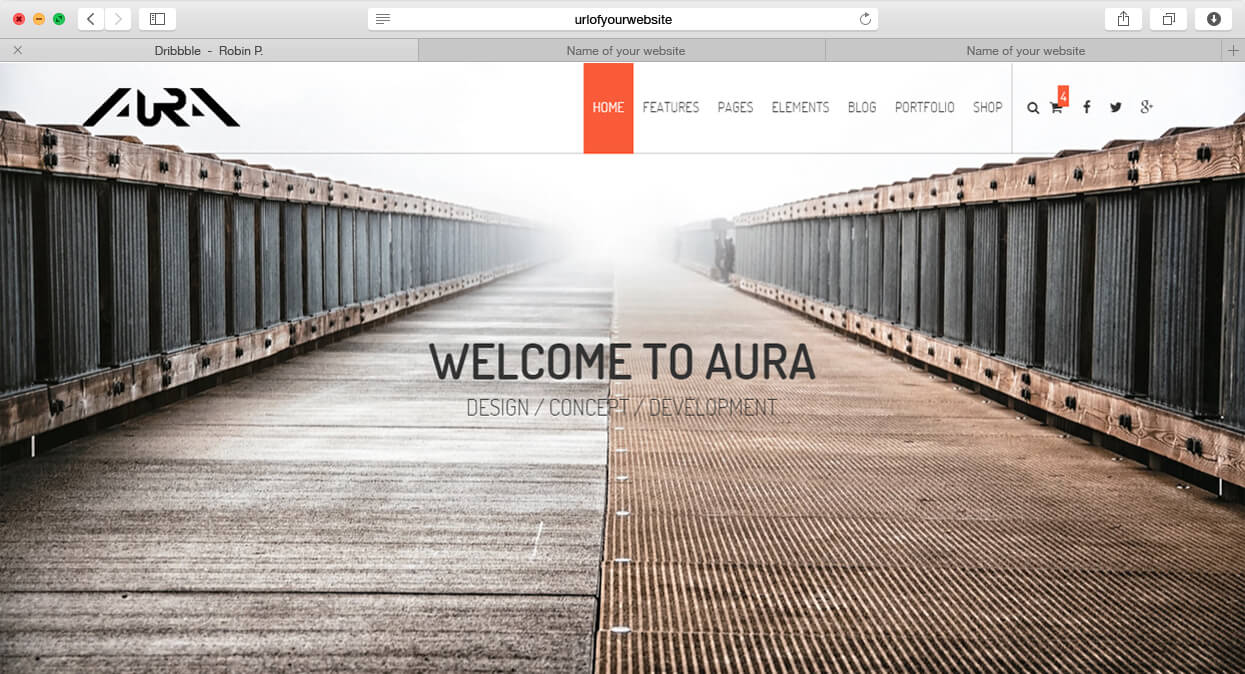 urlofyourwebsite
Dribbble - Robin P.
Name of your website
Name of your website
AURA
HOME
FEATURES
PAGES
ELEMENTS
BLOG
PORTFOLIO
SHOP
4
WELCOME TO AURA
DESIGN / CONCEPT / DEVELOPMENT